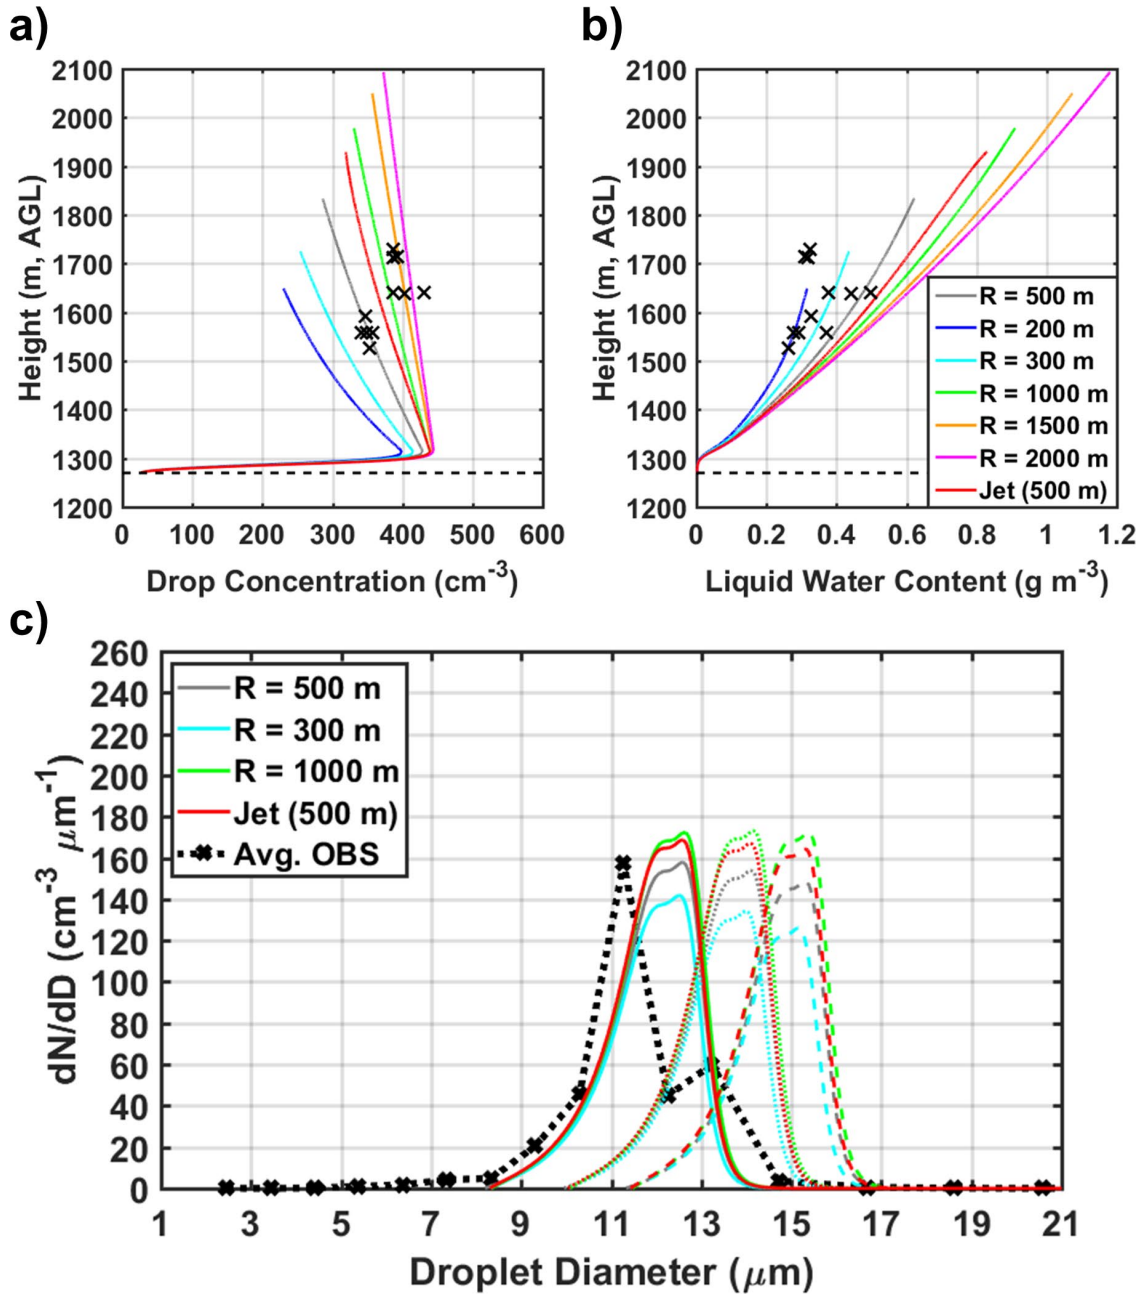 a)
2100
2000
1900
1800
1700
1600
1500
1400
1300
1200
Height (m, AGL)
0 100 200 300 400 500 600
Drop Concentration (cm-3)
b)
2100
2000
1900
1800
1700
1600
1500
1400
1300
1200
Height (m, AGL)
R = 500 m
R = 200 m
R = 300 m
R = 1000 m
R = 1500 m
R = 2000 m
Jet (500 m)
0 0.2 0.4 0.6 0.8 1 1.2
Liquid Water Content (g m-3)
c)
260
240
220
200
180
160
140
120
100
80
60
40
20
0
dN/dD (cm-3 μm-1)
R = 500 m
R = 300 m
R = 1000 m
Jet (500 m)
Avg. OBS
1 3 5 7 9 11 13 15 17 19 21
Droplet Diameter (μm)